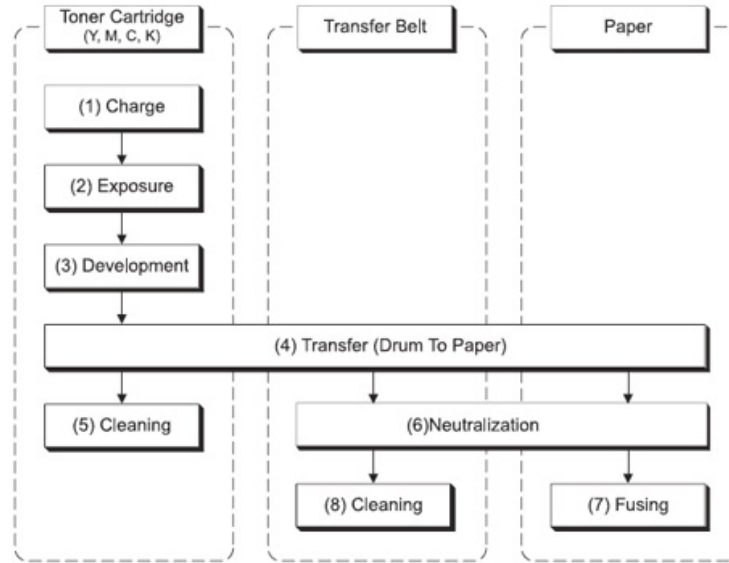 Toner Cartridge
(Y, M, C, K)
Transfer Belt
Paper
(1) Charge
(2) Exposure
(3) Development
(4) Transfer (Drum To Paper)
(5) Cleaning
(6)Neutralization
(8) Cleaning
(7) Fusing